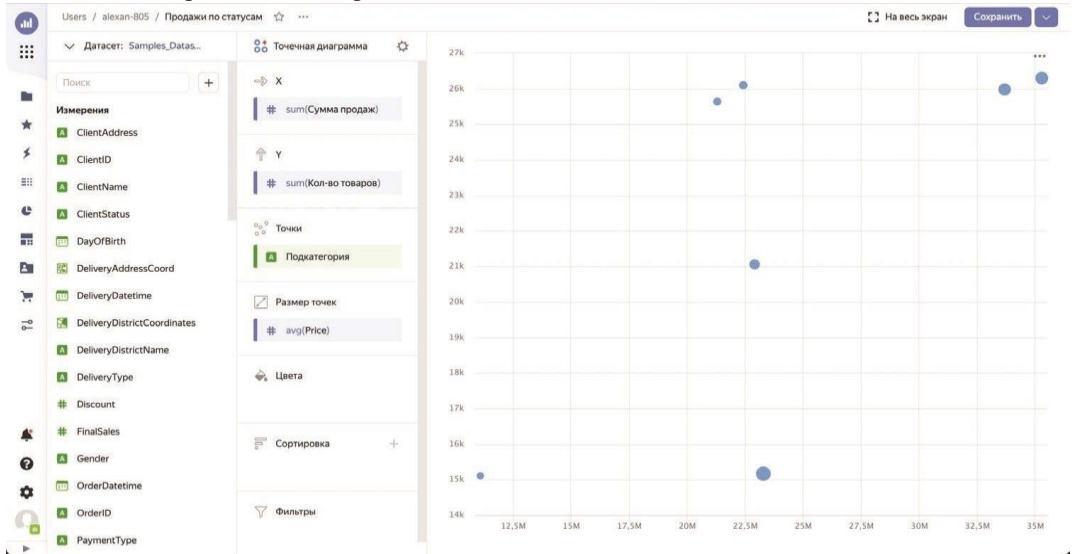 Users / alexan-805 / Продажи по статусам
На весь экран
Сохранить
Датасет: Samples_Datas...
Поиск
+
Измерения
ClientAddress
ClientID
ClientName
ClientStatus
DayOfBirth
DeliveryAddressCoord
DeliveryDatetime
DeliveryDistrictCoordinates
DeliveryDistrictName
DeliveryType
Discount
FinalSales
Gender
OrderDatetime
OrderID
PaymentType
Точечная диаграмма
X
sum(Сумма продаж)
Y
sum(Кол-во товаров)
Точки
Подкатегория
Размер точек
avg(Price)
Цвета
Сортировка +
Фильтры
27k
26k
25k
24k
23k
22k
21k
20k
19k
18k
17k
16k
15k
14k
12,5M 15M 17,5M 20M 22,5M 25M 27,5M 30M 32,5M 35M